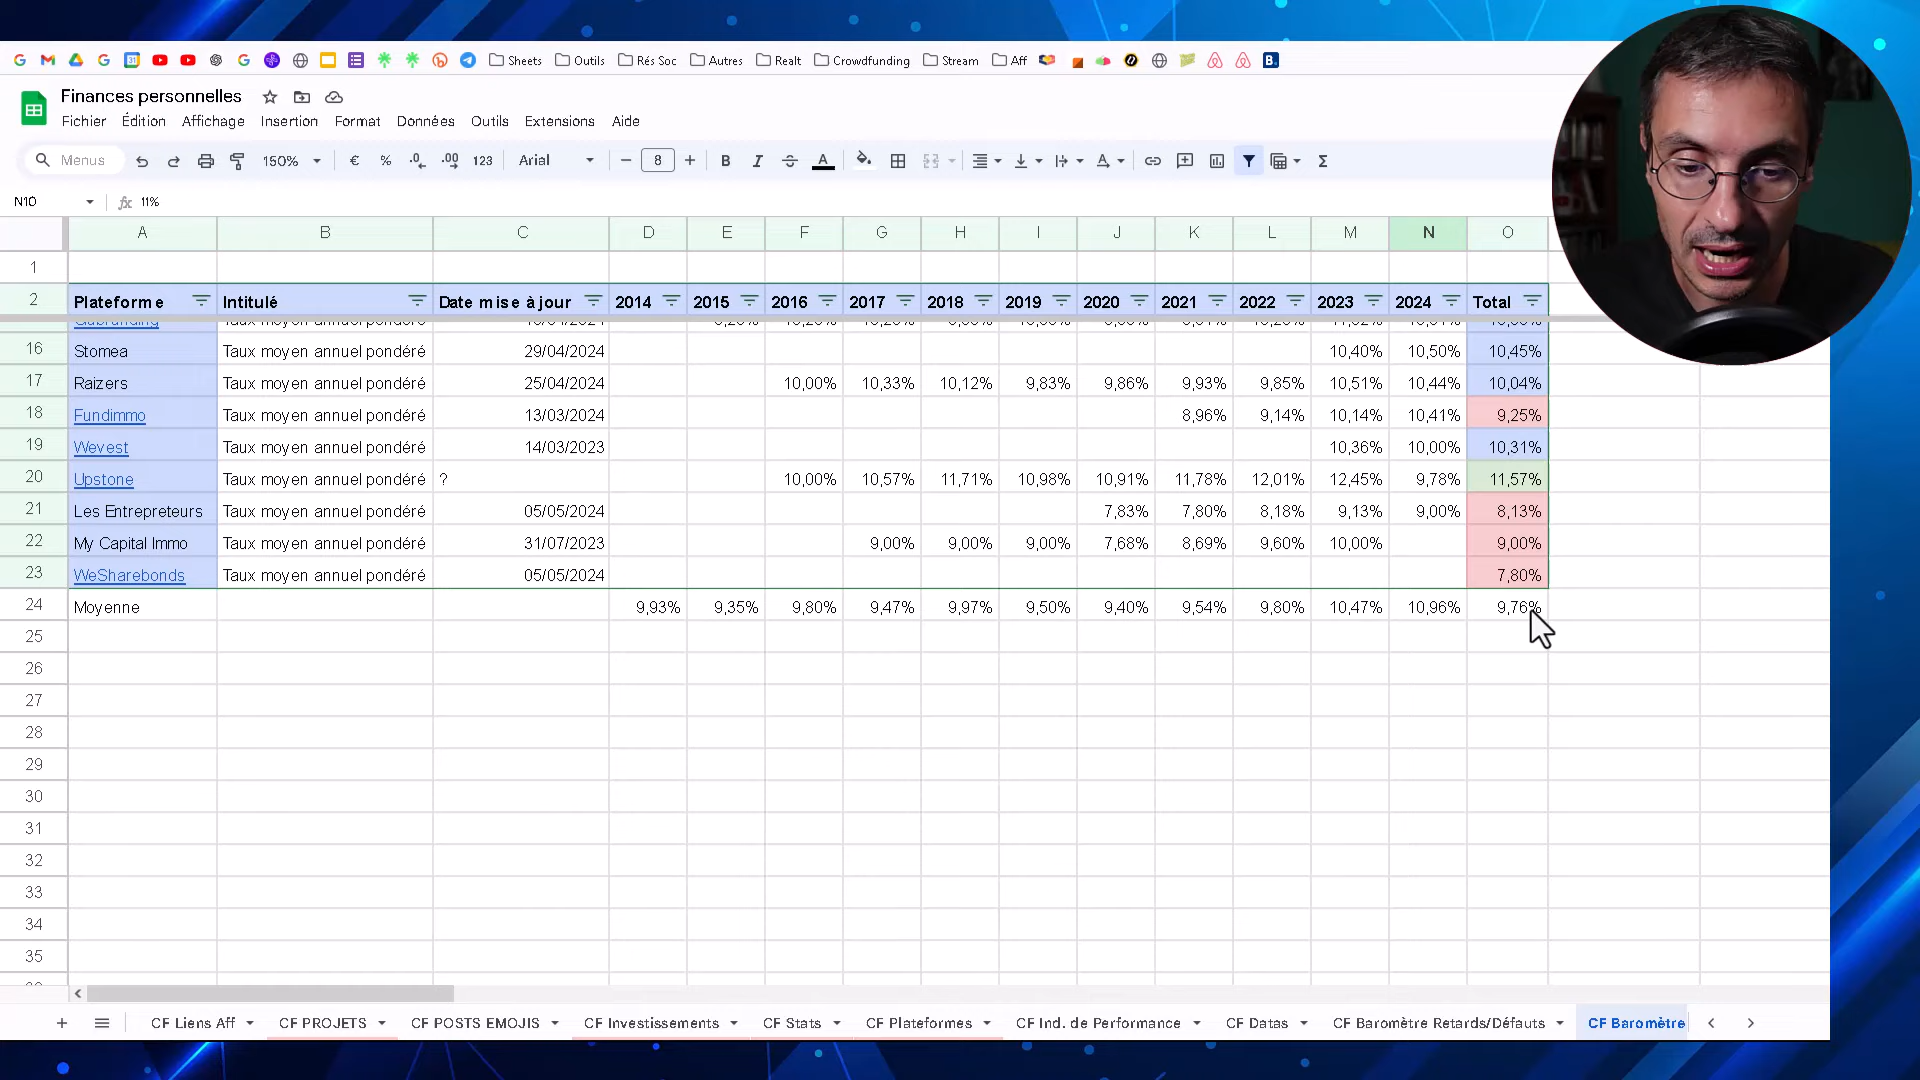 Sheets Outils Rés Soc Autres Realt Crowdfunding Stream Aff B.
Finances personnelles
Fichier Édition Affichage Insertion Format Données Outils Extensions Aide
Menus 150% € % .0 .00 123 Arial 8 B I A Σ
N10 fx 11%
A B C D E F G H I J K L M N O
1
2 Plateforme Intitulé Date mise à jour 2014 2015 2016 2017 2018 2019 2020 2021 2022 2023 2024 Total
16 Stomea Taux moyen annuel pondéré 29/04/2024 10,40% 10,50% 10,45%
17 Raizers Taux moyen annuel pondéré 25/04/2024 10,00% 10,33% 10,12% 9,83% 9,86% 9,93% 9,85% 10,51% 10,44% 10,04%
18 Fundimmo Taux moyen annuel pondéré 13/03/2024 8,96% 9,14% 10,14% 10,41% 9,25%
19 Wevest Taux moyen annuel pondéré 14/03/2023 10,36% 10,00% 10,31%
20 Upstone Taux moyen annuel pondéré ? 10,00% 10,57% 11,71% 10,98% 10,91% 11,78% 12,01% 12,45% 9,78% 11,57%
21 Les Entrepreteurs Taux moyen annuel pondéré 05/05/2024 7,83% 7,80% 8,18% 9,13% 9,00% 8,13%
22 My Capital Immo Taux moyen annuel pondéré 31/07/2023 9,00% 9,00% 9,00% 7,68% 8,69% 9,60% 10,00% 9,00%
23 WeSharebonds Taux moyen annuel pondéré 05/05/2024 7,80%
24 Moyenne 9,93% 9,35% 9,80% 9,47% 9,97% 9,50% 9,40% 9,54% 9,80% 10,47% 10,96% 9,76%
25
26
27
28
29
30
31
32
33
34
35
CF Liens Aff CF PROJETS CF POSTS EMOJIS CF Investissements CF Stats CF Plateformes CF Ind. de Performance CF Datas CF Baromètre Retards/Défauts CF Baromètre